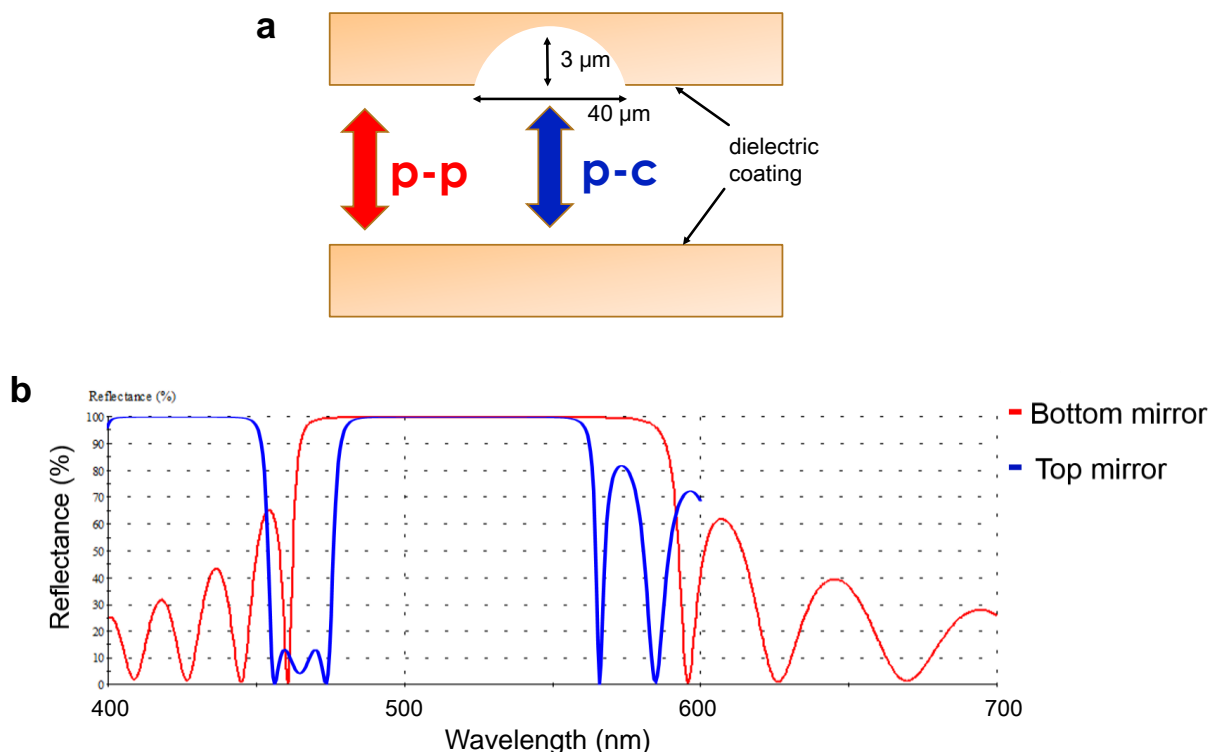 a
3 µm
40 µm
p-p
p-c
dielectric
coating
b
Reflectance (%)
100
90
80
70
60
50
40
30
20
10
0
Reflectance (%)
400
500
600
700
Wavelength (nm)
Bottom mirror
Top mirror